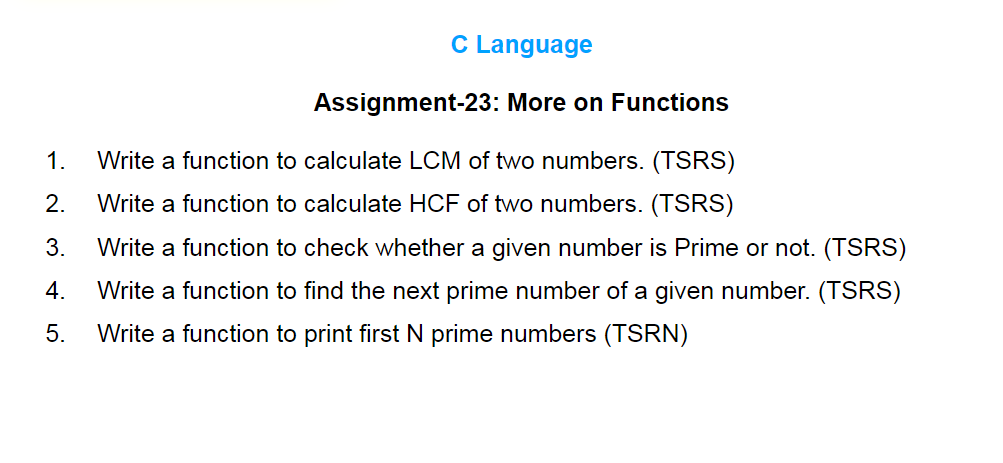 C Language
Assignment-23: More on Functions
1. Write a function to calculate LCM of two numbers. (TSRS)
2. Write a function to calculate HCF of two numbers. (TSRS)
3. Write a function to check whether a given number is Prime or not. (TSRS)
4. Write a function to find the next prime number of a given number. (TSRS)
5. Write a function to print first N prime numbers (TSRN)